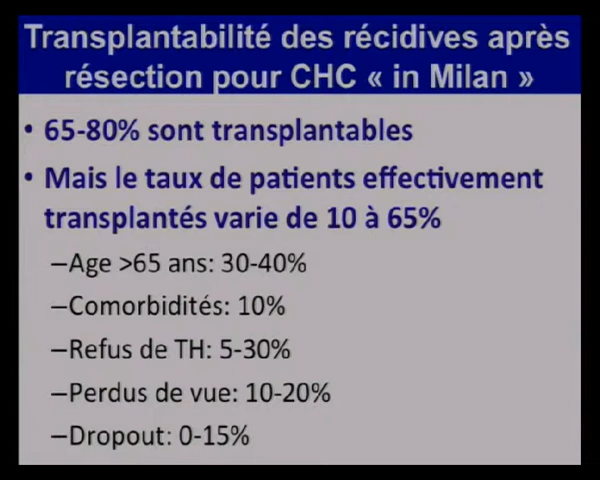 Transplantabilité des récidives après
résection pour CHC « in Milan »
• 65-80% sont transplantables
• Mais le taux de patients effectivement
transplantés varie de 10 à 65%
–Age >65 ans: 30-40%
–Comorbidités: 10%
–Refus de TH: 5-30%
–Perdus de vue: 10-20%
–Dropout: 0-15%